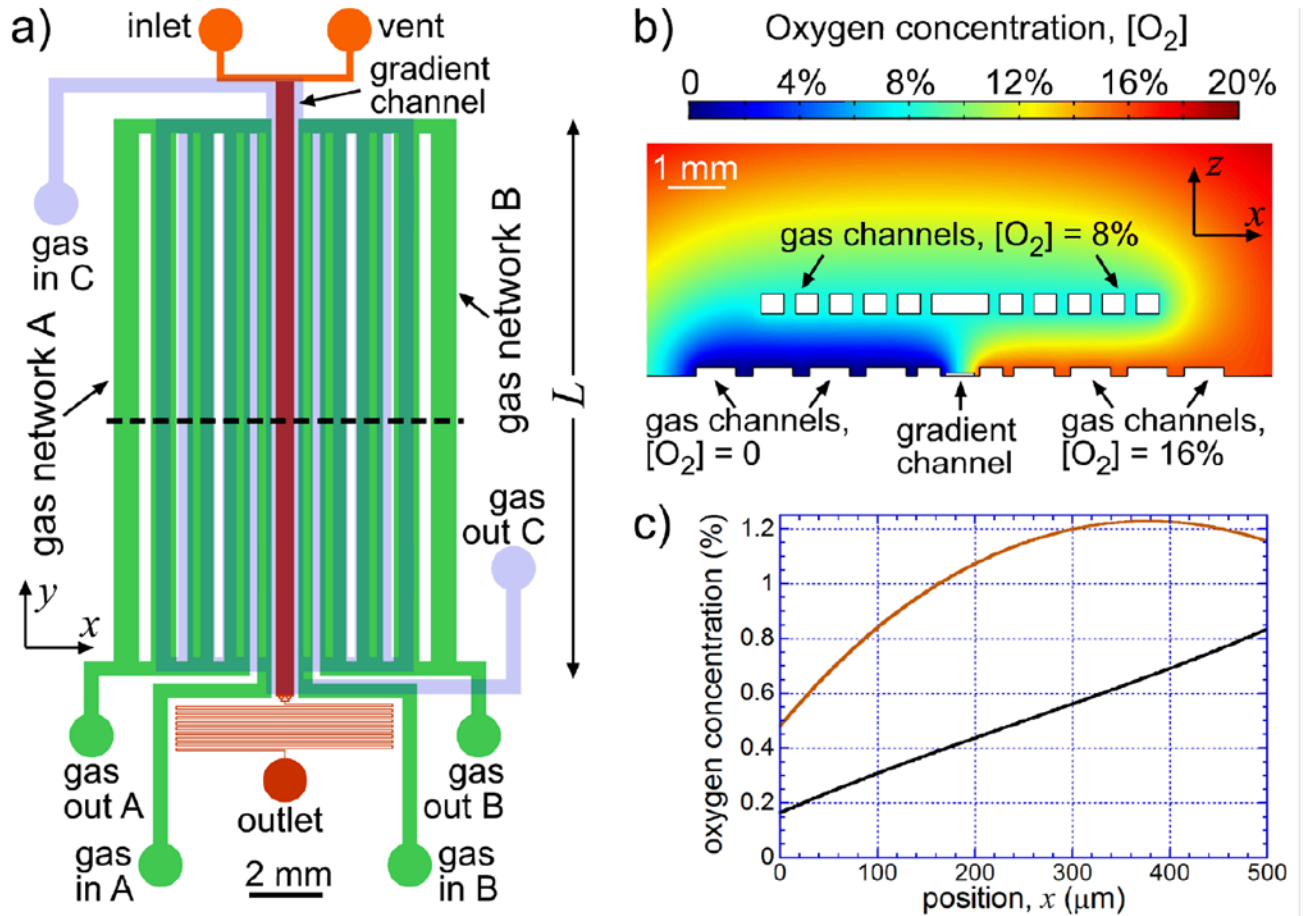 a)
inlet
vent
gradient
channel
gas
in C
gas network A
gas network B
L
gas
out C
y
x
gas
out A
gas
out B
outlet
gas
in A
2 mm
gas
in B
b)
Oxygen concentration, [O₂]
0 4% 8% 12% 16% 20%
1 mm
z
x
gas channels, [O₂] = 8%
gas channels,
[O₂] = 0
gradient
channel
gas channels,
[O₂] = 16%
c)
oxygen concentration (%)
1.2
1
0.8
0.6
0.4
0.2
0
0 100 200 300 400 500
position, x (μm)